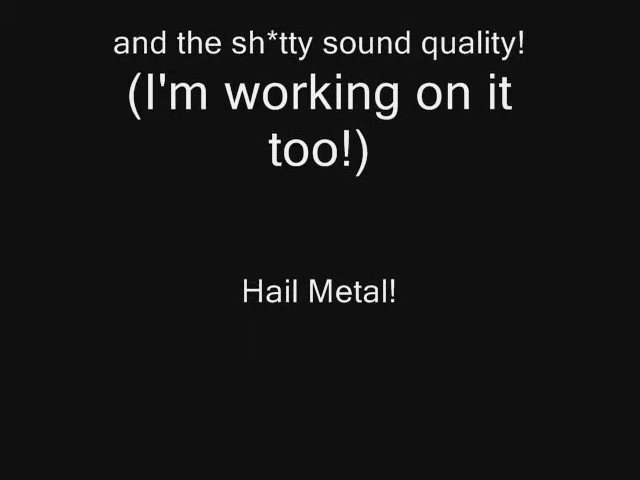 and the sh*tty sound quality!
(I'm working on it
too!)
Hail Metal!